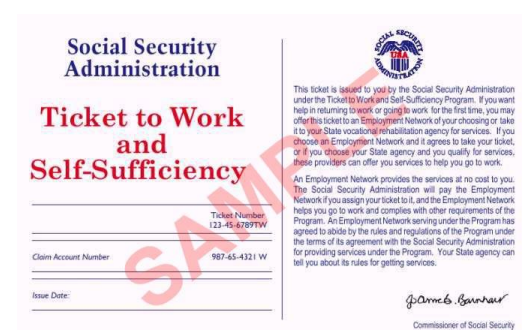 Social Security
Administration
Ticket to Work
and
Self-Sufficiency
Ticket Number
123-45-6789TW
Claim Account Number 987-65-4321 W
Issue Date:
SOCIAL SECURITY
USA
ADMINISTRATION
This ticket is issued to you by the Social Security Administration
under the Ticket to Work and Self-Sufficiency Program. If you want
help in returning to work or going to work for the first time, you may
offer this ticket to an Employment Network of your choosing or take
it to your State vocational rehabilitation agency for services. If you
choose an Employment Network and it agrees to take your ticket,
or if you choose your State agency and you qualify for services,
these providers can offer you services to help you go to work.
An Employment Network provides the services at no cost to you.
The Social Security Administration will pay the Employment
Network if you assign your ticket to it, and the Employment Network
helps you go to work and complies with other requirements of the
Program. An Employment Network serving under the Program has
agreed to abide by the rules and regulations of the Program under
the terms of its agreement with the Social Security Administration
for providing services under the Program. Your State agency can
tell you about its rules for getting services.
Commissioner of Social Security
SAMPLE